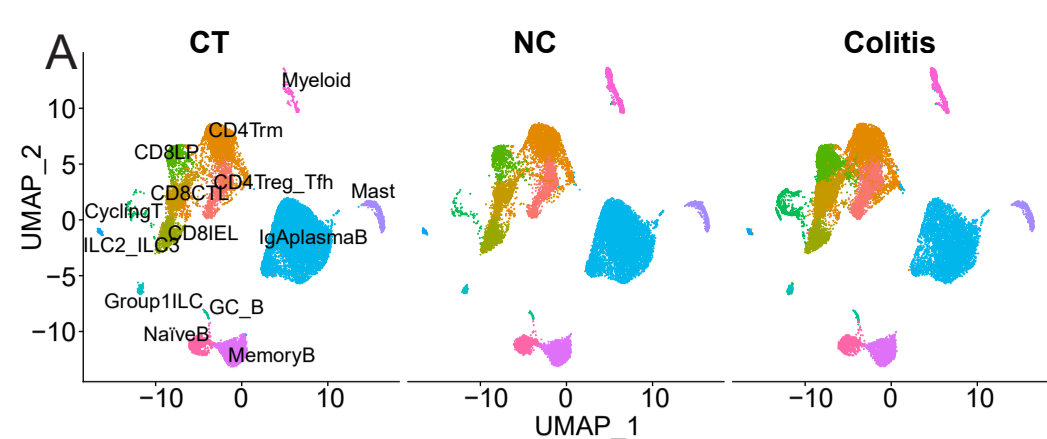 A
CT
NC
Colitis
UMAP_2
10
5
0
−5
−10
Myeloid
CD4Trm
CD8LP
CD4Treg_Tfh
CD8CTL
Mast
CyclingT
CD8IEL
IgAplasmaB
ILC2_ILC3
Group1ILC
GC_B
NaïveB
MemoryB
−10 0 10
−10 0 10
−10 0 10
UMAP_1